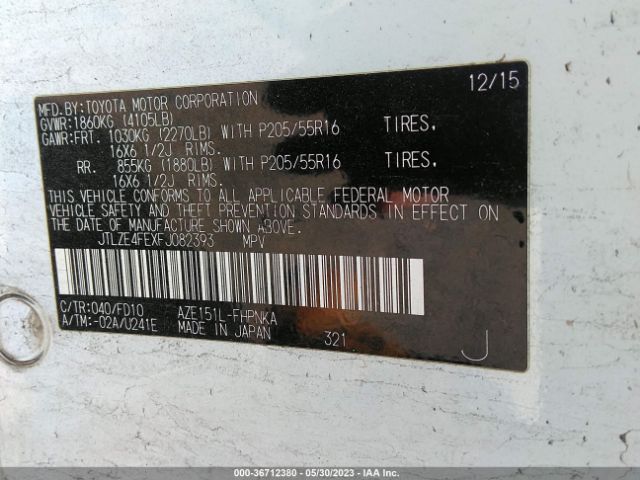 12/15
MFD.BY:TOYOTA MOTOR CORPORATION
GVWR:1860KG (4105LB)
GAWR:FRT. 1030KG (2270LB) WITH P205/55R16 TIRES,
16X6 1/2J RIMS.
RR. 855KG (1880LB) WITH P205/55R16 TIRES,
16X6 1/2J RIMS.
THIS VEHICLE CONFORMS TO ALL APPLICABLE FEDERAL MOTOR
VEHICLE SAFETY AND THEFT PREVENTION STANDARDS IN EFFECT ON
THE DATE OF MANUFACTURE SHOWN ABOVE.
JTLZE4FEXFJ082393 MPV
C/TR:040/FD10 AZE151L-FHPNKA
A/TM:-02A/U241E MADE IN JAPAN 321 J
000-36712380 - 05/30/2023 - IAA Inc.